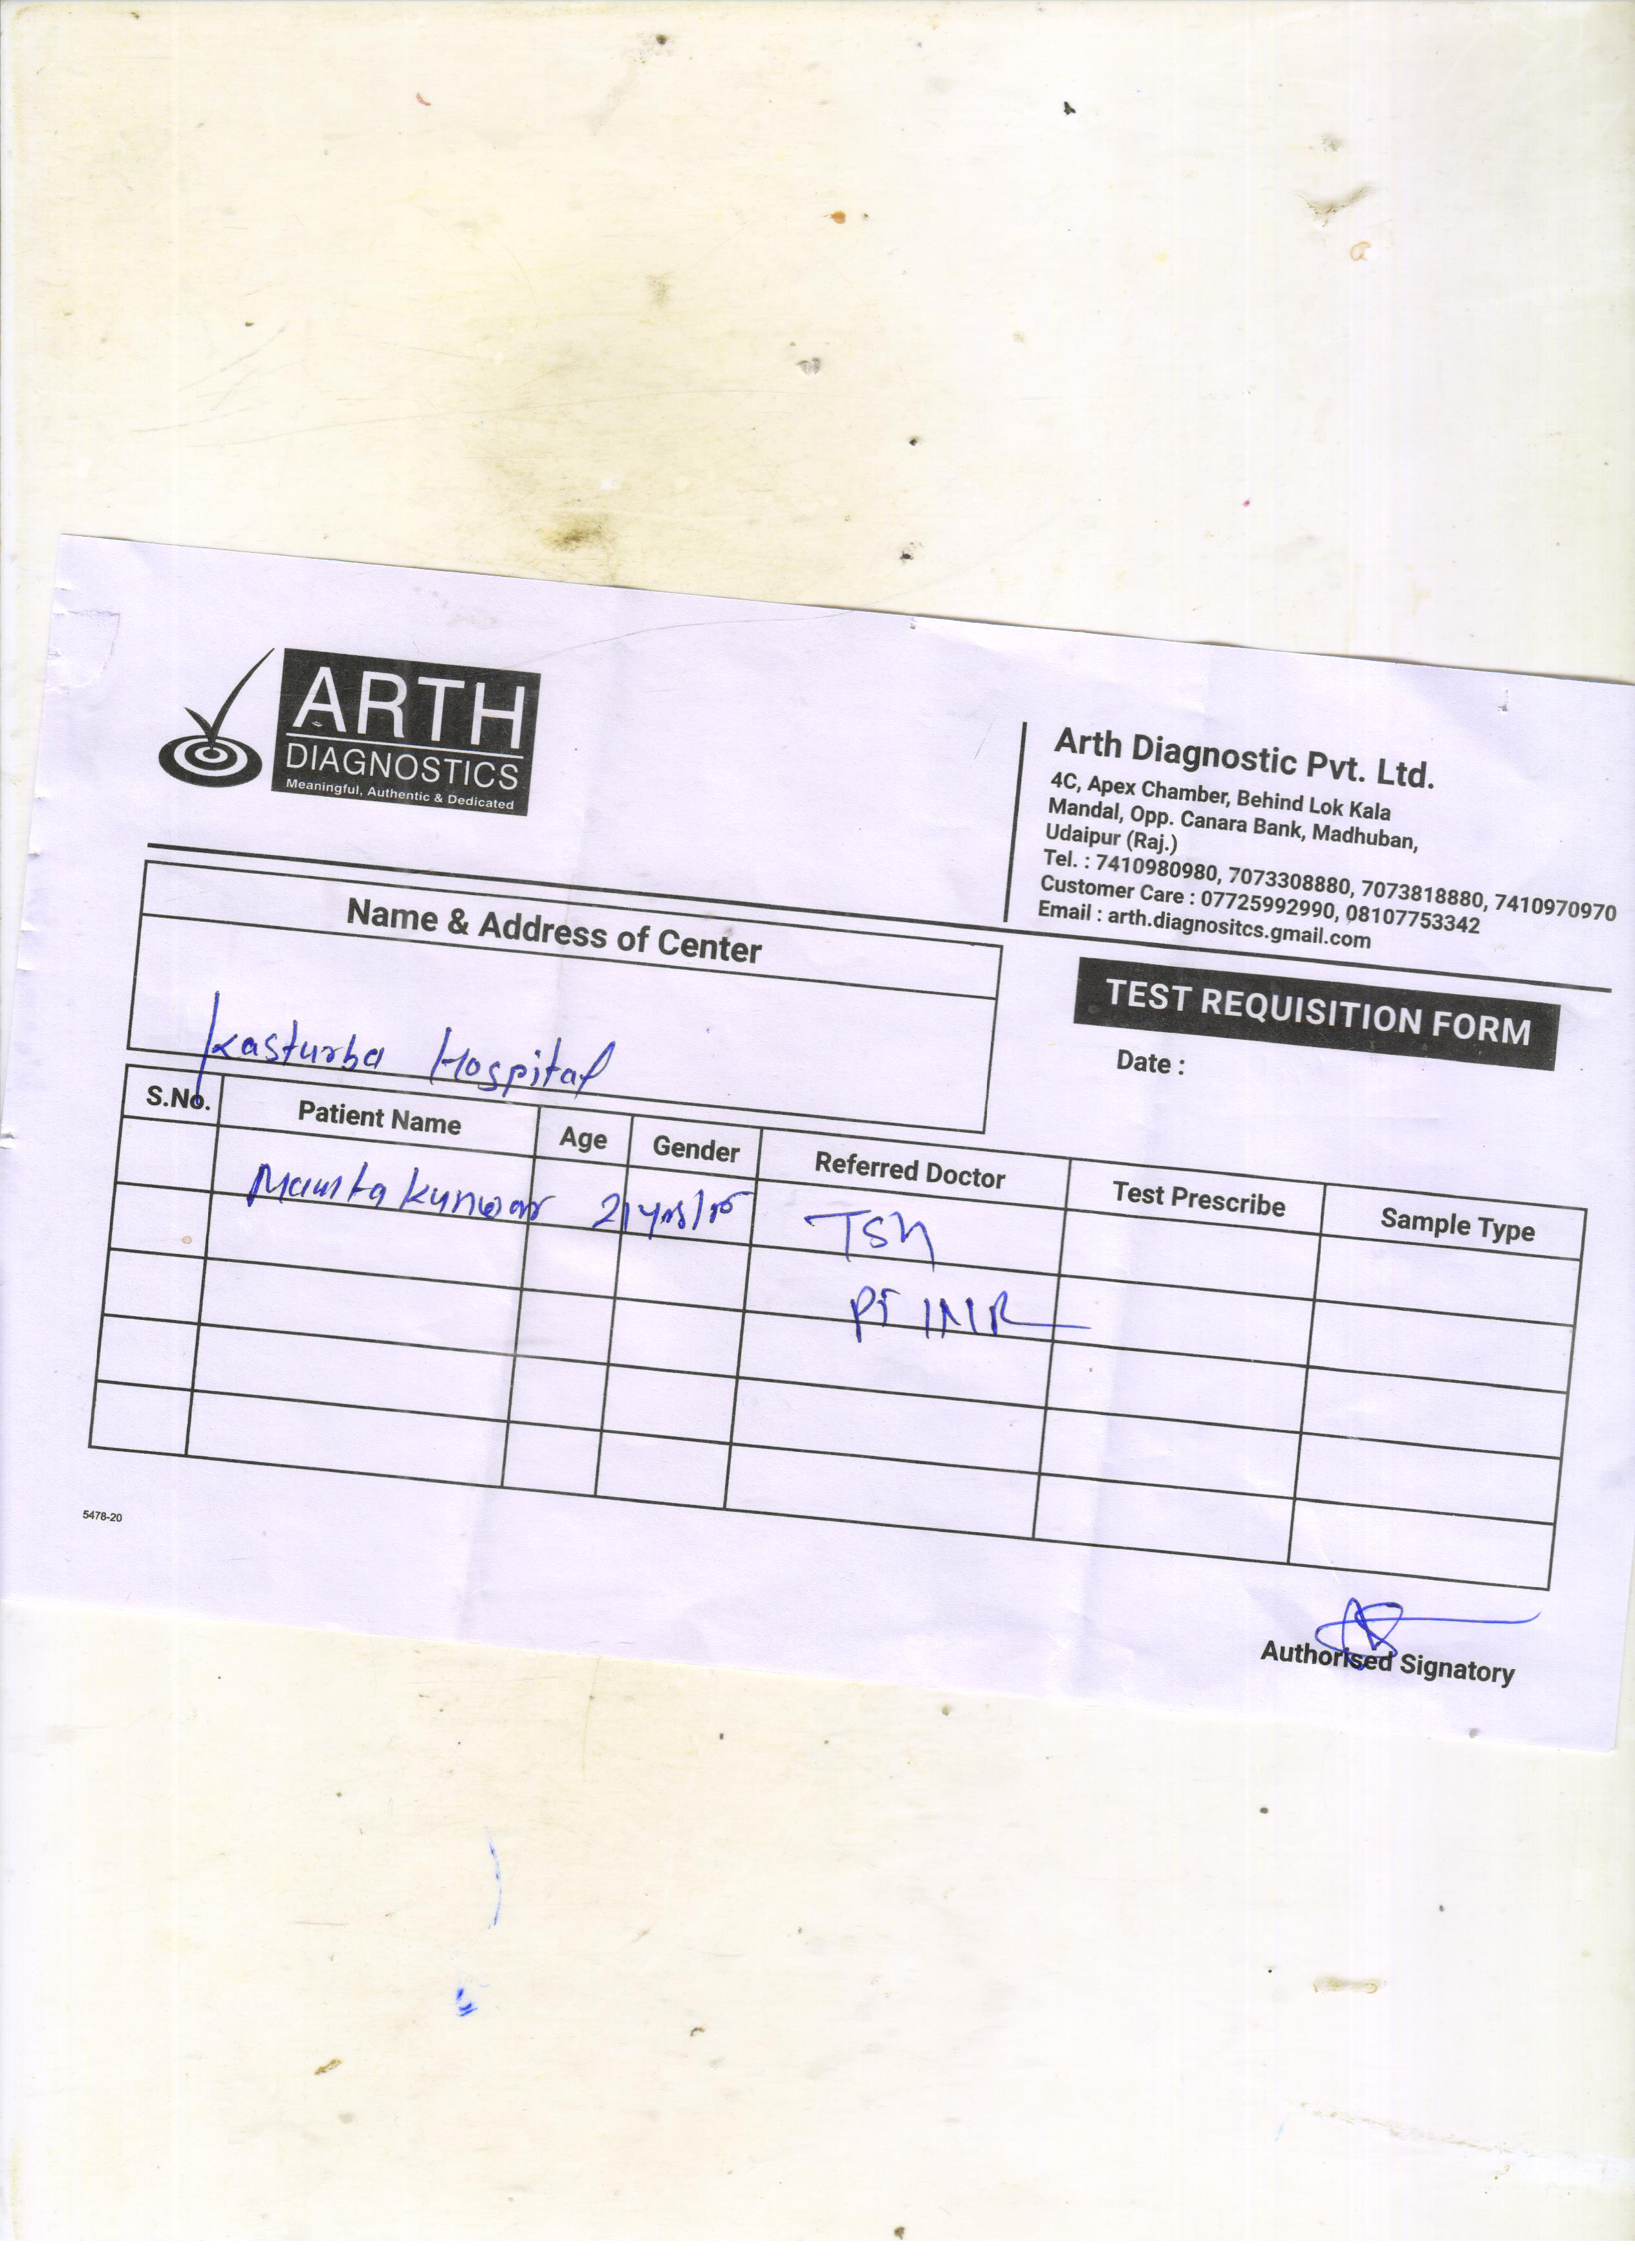 ARTH
DIAGNOSTICS
Meaningful, Authentic & Dedicated
Arth Diagnostic Pvt. Ltd.
4C, Apex Chamber, Behind Lok Kala
Mandal, Opp. Canara Bank, Madhuban,
Udaipur (Raj.)
Tel. : 7410980980, 7073308880, 7073818880, 7410970970
Customer Care : 07725992990, 08107753342
Email : arth.diagnositcs.gmail.com
Name & Address of Center
Kasturba Hospital
TEST REQUISITION FORM
Date :
S.No. Patient Name Age Gender Referred Doctor Test Prescribe Sample Type
Kunwar 21yrs/ TSH
PT INR
5478-20
Authorised Signatory